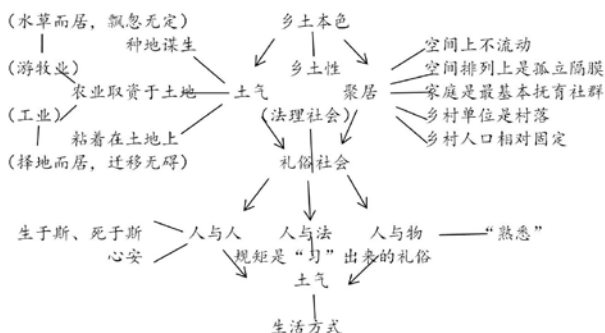 (水草而居，飘忽无定) 乡土本色
种地谋生 空间上不流动
(游牧业) 乡土性 空间排列上是孤立隔膜
农业取资于土地 土气 聚居 家庭是最基本抚育社群
(工业) (法理社会) 乡村单位是村落
粘着在土地上 乡村人口相对固定
(择地而居，迁移无碍) 礼俗社会
生于斯、死于斯 人与人 人与法 人与物 “熟悉”
心安 规矩是“习”出来的礼俗
土气
生活方式